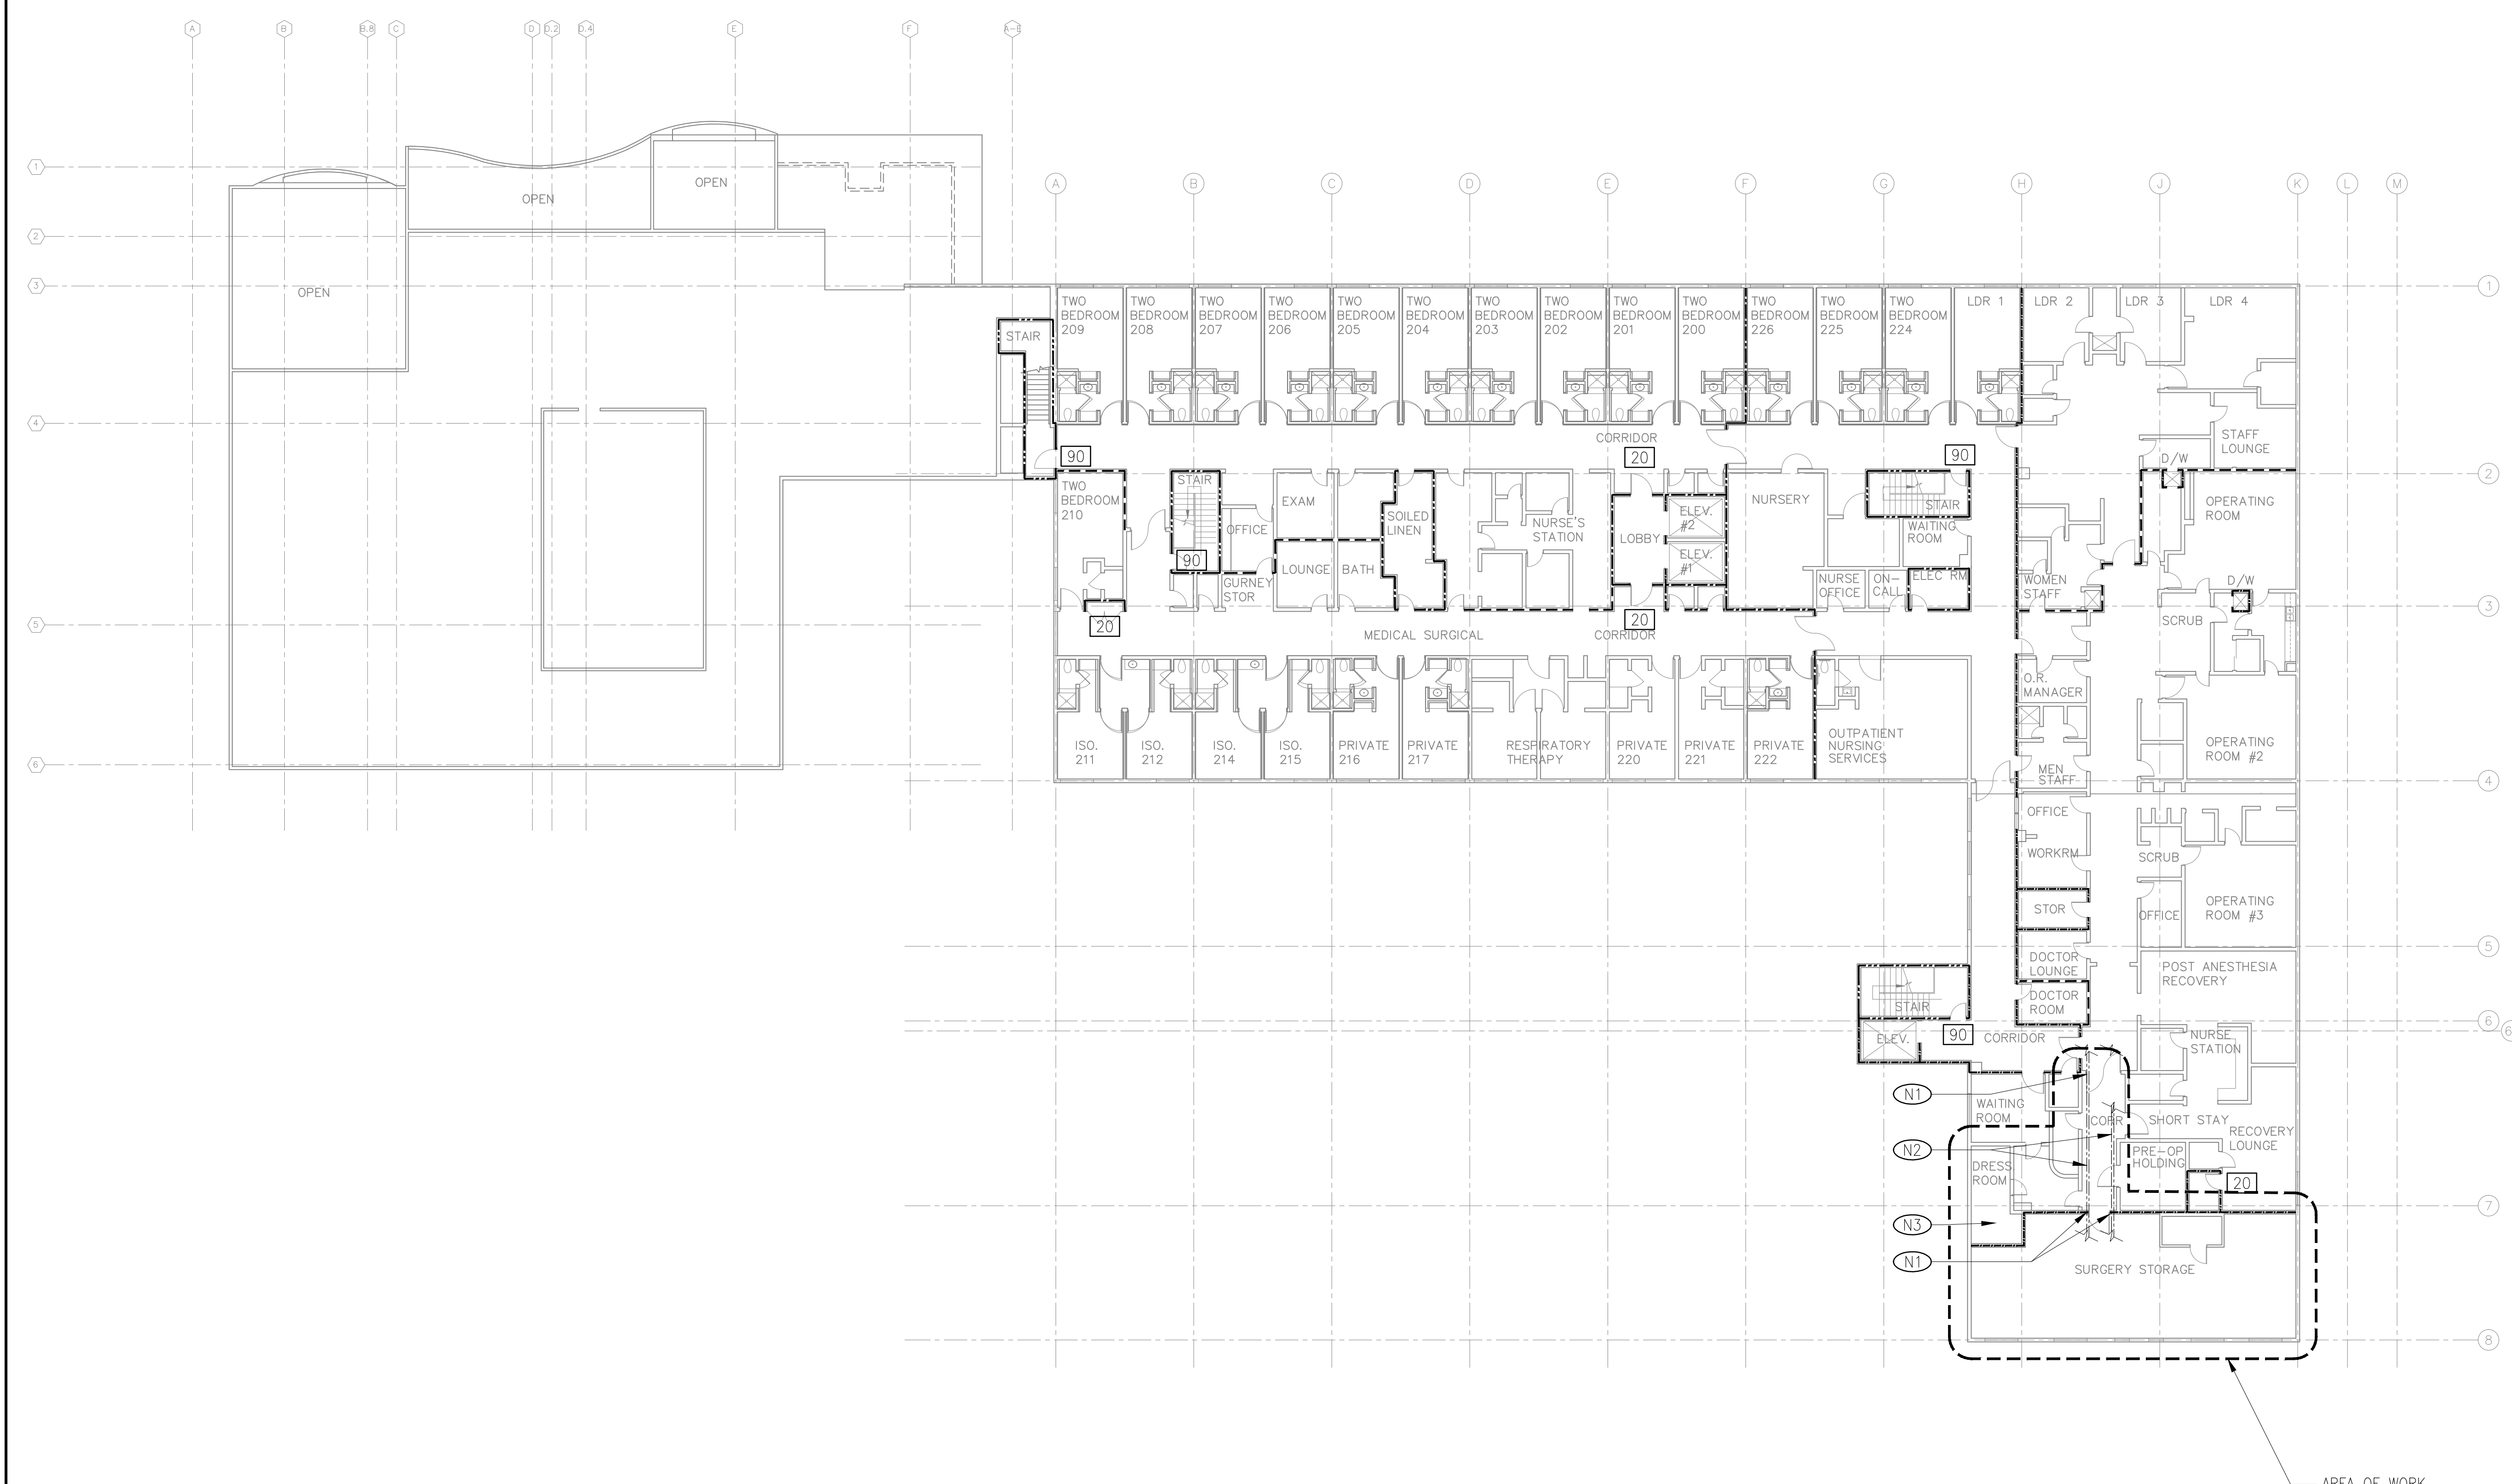 A
B
B.8
C
D
D.2
D.4
E
F
A-E
1
2
3
4
5
6
OPEN
OPEN
OPEN
A
B
C
D
E
F
G
H
J
K
L
M
1
STAIR
TWO
BEDROOM
209
TWO
BEDROOM
208
TWO
BEDROOM
207
TWO
BEDROOM
206
TWO
BEDROOM
205
TWO
BEDROOM
204
TWO
BEDROOM
203
TWO
BEDROOM
202
TWO
BEDROOM
201
TWO
BEDROOM
200
TWO
BEDROOM
226
TWO
BEDROOM
225
TWO
BEDROOM
224
LDR 1
LDR 2
LDR 3
LDR 4
CORRIDOR
20
90
90
STAFF
LOUNGE
D/W
2
TWO
BEDROOM
210
STAIR
90
OFFICE
EXAM
SOILED
LINEN
NURSE'S
STATION
LOBBY
ELEV.
#2
ELEV.
#1
NURSERY
STAIR
WAITING
ROOM
OPERATING
ROOM
GURNEY
STOR
LOUNGE
BATH
NURSE
OFFICE
ON-
CALL
ELEC RM
WOMEN
STAFF
D/W
3
20
20
SCRUB
MEDICAL SURGICAL
CORRIDOR
O.R.
MANAGER
ISO.
211
ISO.
212
ISO.
214
ISO.
215
PRIVATE
216
PRIVATE
217
RESPIRATORY
THERAPY
PRIVATE
220
PRIVATE
221
PRIVATE
222
OUTPATIENT
NURSING
SERVICES
OPERATING
ROOM #2
MEN
STAFF
4
OFFICE
WORKRM
SCRUB
STOR
OFFICE
OPERATING
ROOM #3
5
DOCTOR
LOUNGE
POST ANESTHESIA
RECOVERY
DOCTOR
ROOM
STAIR
6
6
ELEV.
90
CORRIDOR
NURSE
STATION
N1
WAITING
ROOM
CORR
SHORT STAY
RECOVERY
LOUNGE
N2
PRE-OP
HOLDING
DRESS
ROOM
20
7
N3
N1
SURGERY STORAGE
8
AREA OF WORK